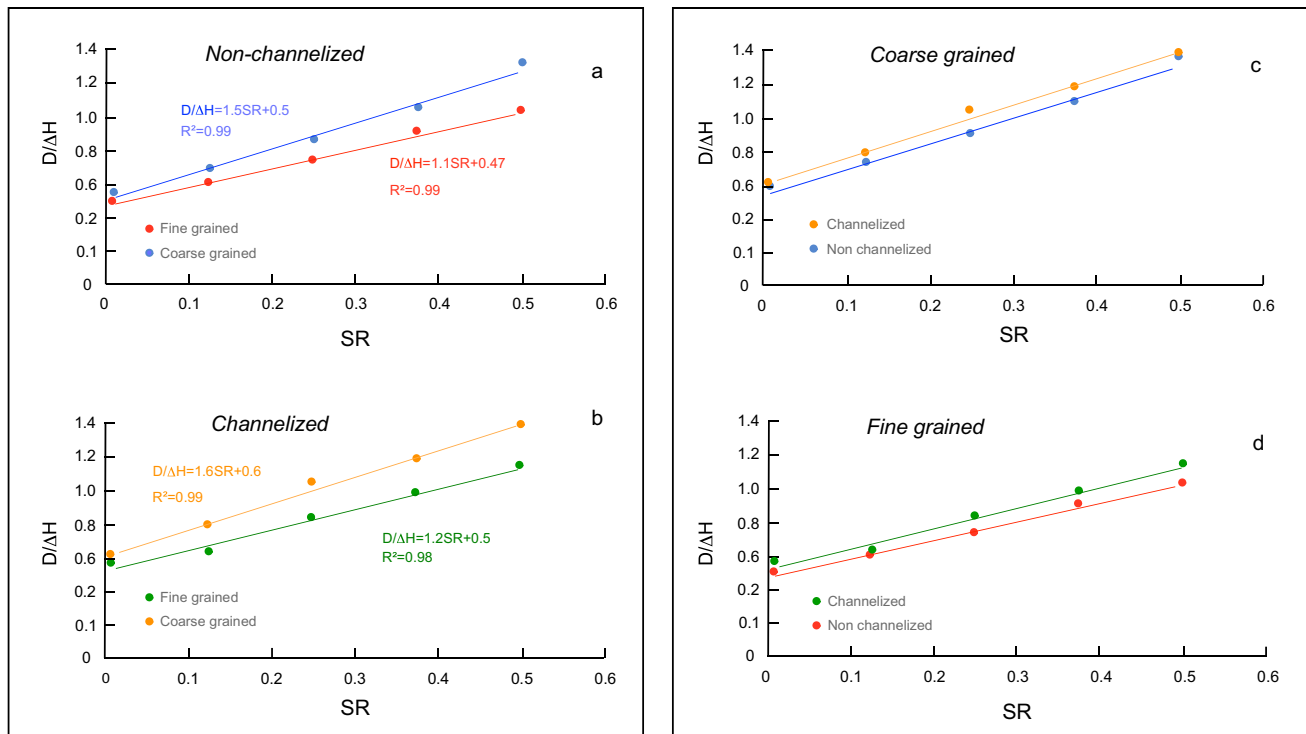 Non-channelized
a
D/ΔH
1.4
1.2
1.0
0.8
0.6
0.2
0.1
0
D/ΔH=1.5SR+0.5
R²=0.99
D/ΔH=1.1SR+0.47
R²=0.99
Fine grained
Coarse grained
0 0.1 0.2 0.3 0.4 0.5 0.6
SR
Channelized
b
D/ΔH
1.4
1.2
1.0
0.8
0.6
0.2
0.1
0
D/ΔH=1.6SR+0.6
R²=0.99
D/ΔH=1.2SR+0.5
R²=0.98
Fine grained
Coarse grained
0 0.1 0.2 0.3 0.4 0.5 0.6
SR
Coarse grained
c
D/ΔH
1.4
1.2
1.0
0.8
0.6
0.2
0.1
0
Channelized
Non channelized
0 0.1 0.2 0.3 0.4 0.5 0.6
SR
Fine grained
d
D/ΔH
1.4
1.2
1.0
0.8
0.6
0.2
0.1
0
Channelized
Non channelized
0 0.1 0.2 0.3 0.4 0.5 0.6
SR